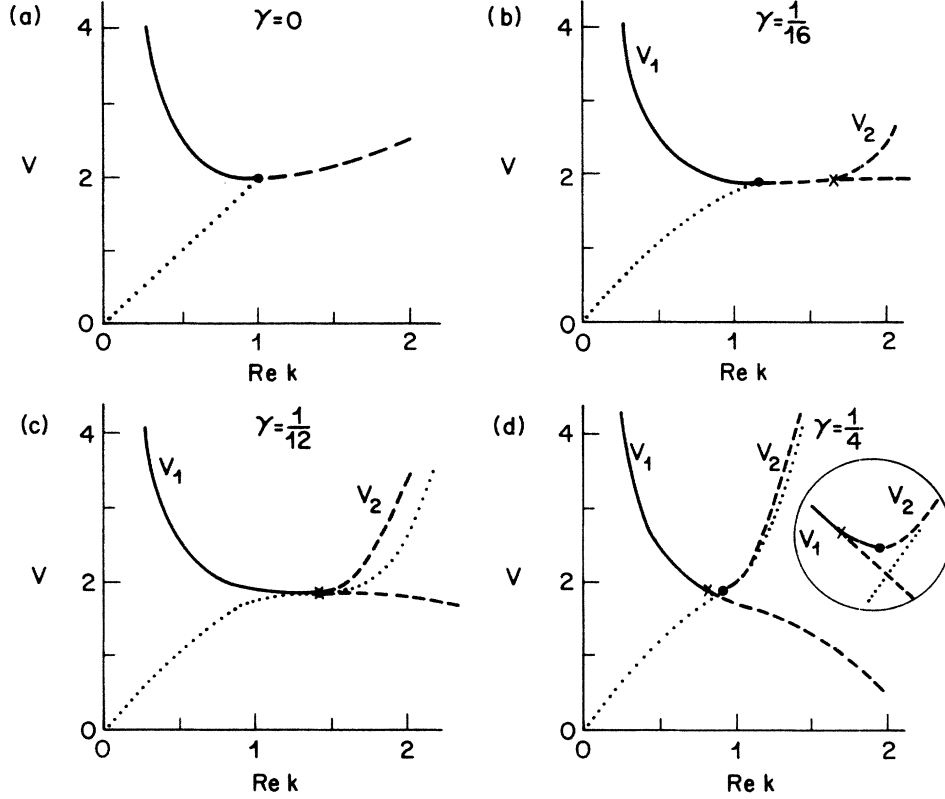 (a)
γ=0
4
V
2
0
0
1
2
Re k
(b)
γ=1/16
V₁
V₂
4
V
2
0
0
1
2
Re k
(c)
γ=1/12
V₁
V₂
4
V
2
0
0
1
2
Re k
(d)
γ=1/4
V₁
V₂
V₂
V₁
4
V
2
0
0
1
2
Re k